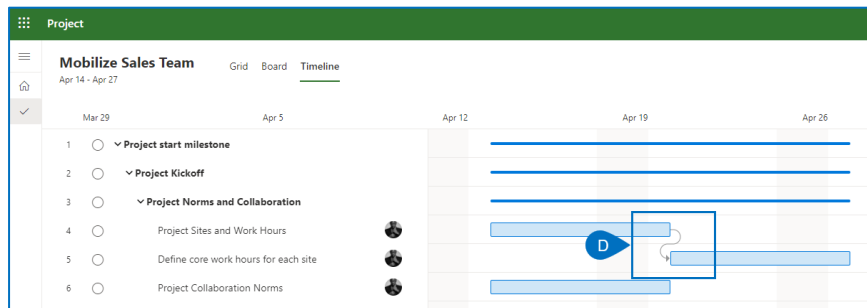 Project
Mobilize Sales Team
Grid Board Timeline
Apr 14 - Apr 27
Mar 29 Apr 5 Apr 12 Apr 19 Apr 26
1 Project start milestone
2 Project Kickoff
3 Project Norms and Collaboration
4 Project Sites and Work Hours
D
5 Define core work hours for each site
6 Project Collaboration Norms